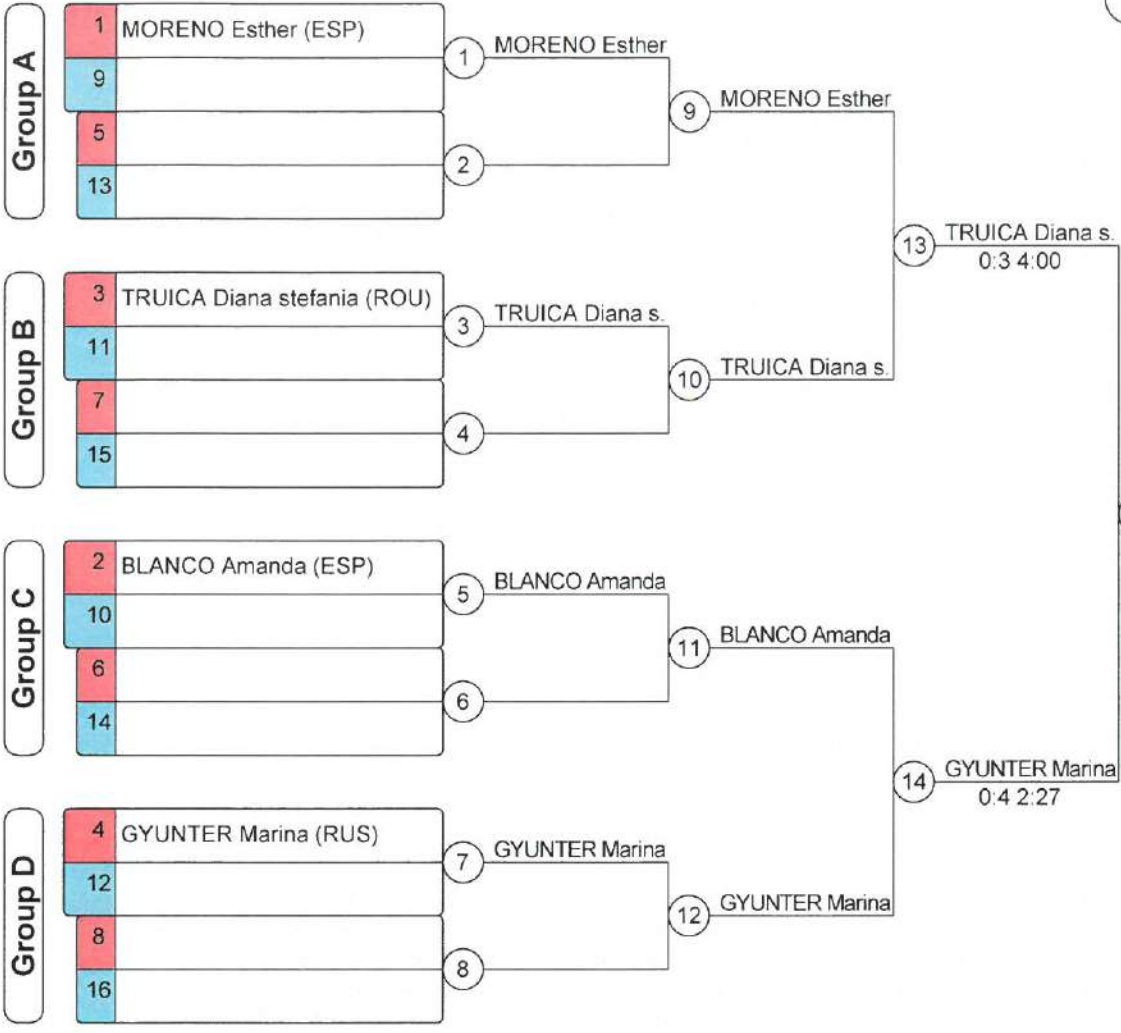 Group A
1 MORENO Esther (ESP)
9
5
13
1 MORENO Esther
2
9 MORENO Esther
Group B
3 TRUICA Diana stefania (ROU)
11
7
15
3 TRUICA Diana s.
4
10 TRUICA Diana s.
13 TRUICA Diana s.
0:3 4:00
Group C
2 BLANCO Amanda (ESP)
10
6
14
5 BLANCO Amanda
6
11 BLANCO Amanda
Group D
4 GYUNTER Marina (RUS)
12
8
16
7 GYUNTER Marina
8
12 GYUNTER Marina
14 GYUNTER Marina
0:4 2:27